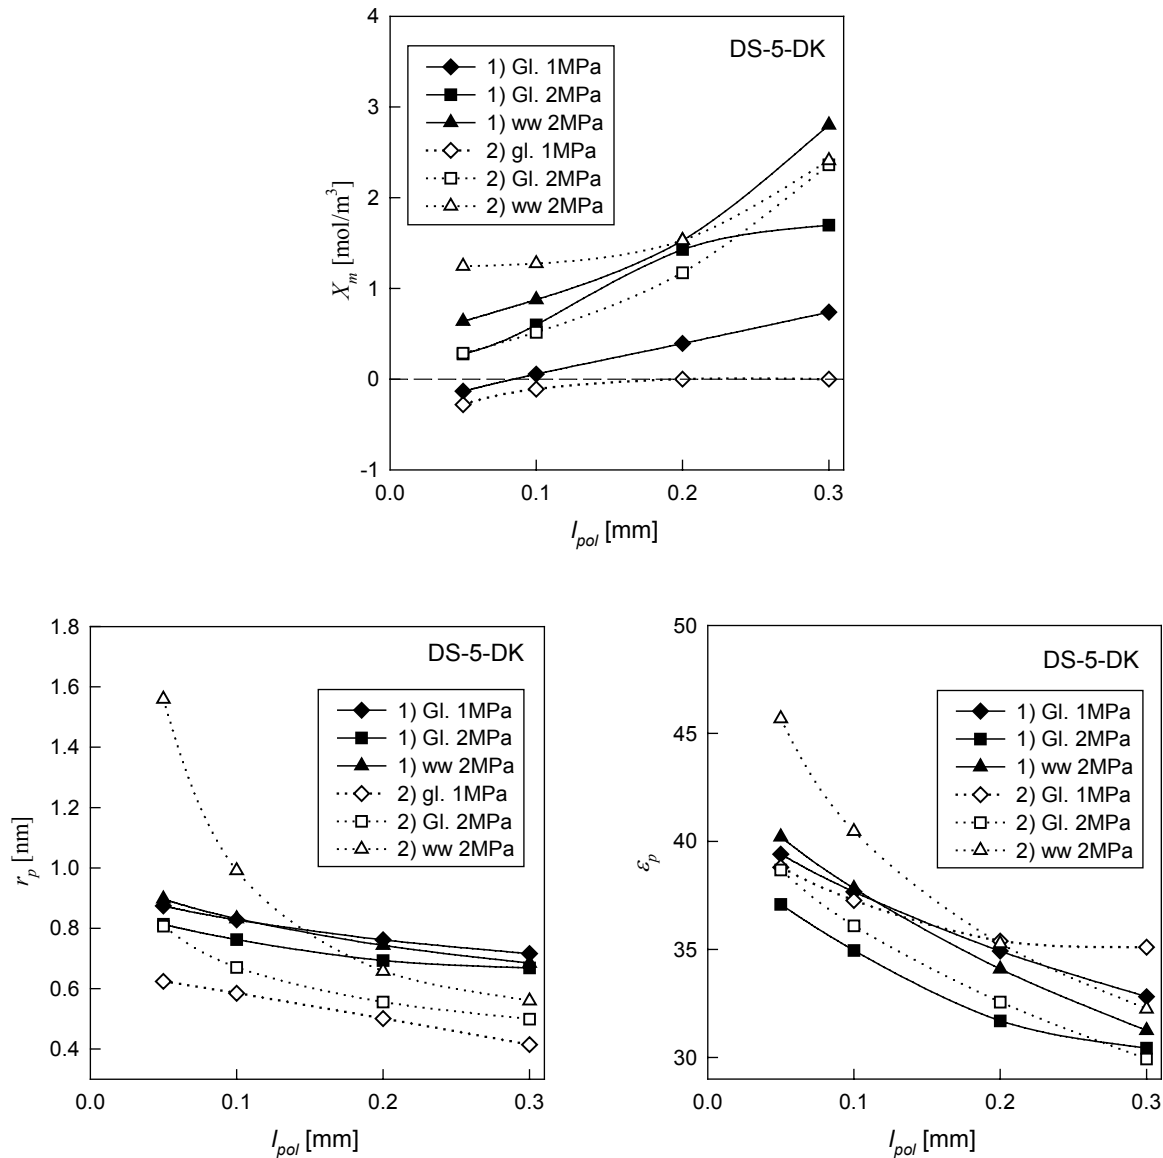 4
3
2
1
0
-1
X_m [mol/m³]
DS-5-DK
1) Gl. 1MPa
1) Gl. 2MPa
1) ww 2MPa
2) gl. 1MPa
2) Gl. 2MPa
2) ww 2MPa
0.0 0.1 0.2 0.3
l_pol [mm]
1.8
1.6
1.4
1.2
1.0
0.8
0.6
0.4
r_p [nm]
DS-5-DK
1) Gl. 1MPa
1) Gl. 2MPa
1) ww 2MPa
2) gl. 1MPa
2) Gl. 2MPa
2) ww 2MPa
0.0 0.1 0.2 0.3
l_pol [mm]
50
45
40
35
30
ε_p
DS-5-DK
1) Gl. 1MPa
1) Gl. 2MPa
1) ww 2MPa
2) Gl. 1MPa
2) Gl. 2MPa
2) ww 2MPa
0.0 0.1 0.2 0.3
l_pol [mm]